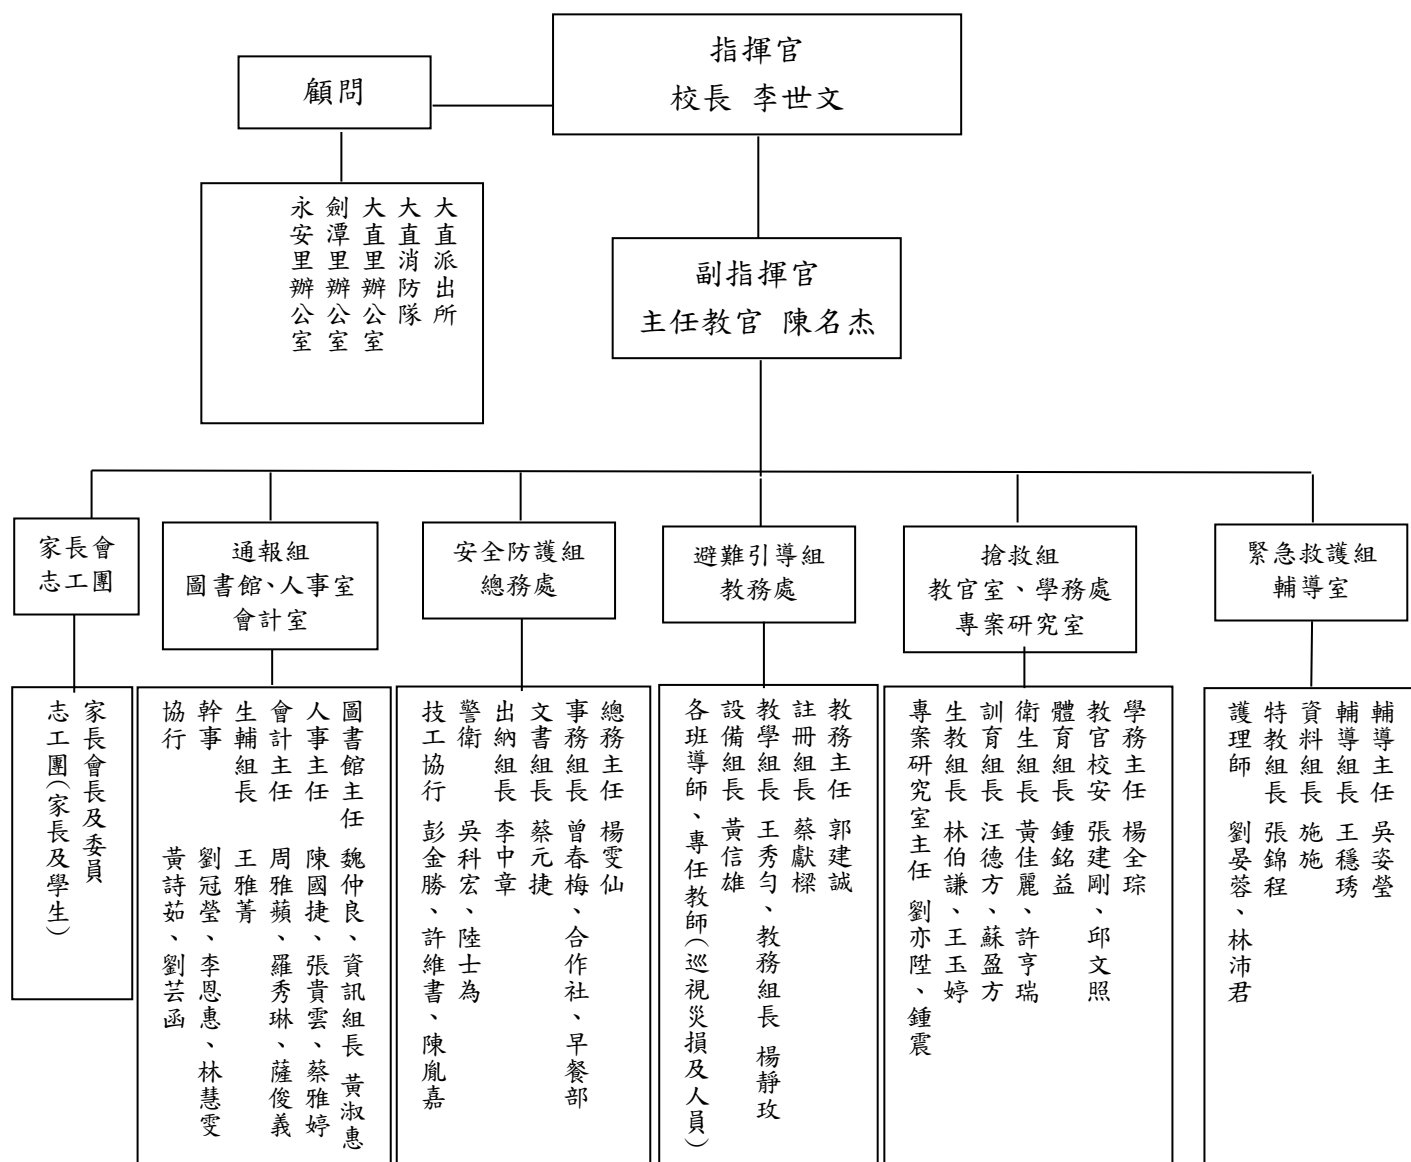 指揮官
校長 李世文
顧問
大直派出所
大直消防隊
大直里辦公室
劍潭里辦公室
永安里辦公室
副指揮官
主任教官 陳名杰
家長會
志工團
通報組
圖書館、人事室
會計室
安全防護組
總務處
避難引導組
教務處
搶救組
教官室、學務處
專案研究室
緊急救護組
輔導室
家長會長及委員
志工團(家長及學生)
圖書館主任 魏仲良、資訊組長 黃淑惠
人事主任 陳國捷、張貴雲、蔡雅婷
會計主任 周雅蘋、羅秀琳、薩俊義
生輔組長 王雅菁
幹事 劉冠瑩、李恩惠、林慧雯
協行 黃詩茹、劉芸函
總務主任 楊雯仙
事務組長 曾春梅、合作社、早餐部
文書組長 蔡元捷
出納組長 李中章
警衛 吳科宏、陸士為
技工協行 彭金勝、許維書、陳胤嘉
教務主任 郭建誠
註冊組長 蔡獻樑
教學組長 王秀勻、教務組長 楊靜玫
設備組長 黃信雄
各班導師、專任教師(巡視災損及人員)
學務主任 楊全琮
教官校安 張建剛、邱文照
體育組長 鍾銘益
衛生組長 黃佳麗、許亨瑞
訓育組長 汪德方、蘇盈方
生教組長 林伯謙、王玉婷
專案研究室主任 劉亦陞、鍾震
輔導主任 吳姿瑩
輔導組長 王穩琇
資料組長 施施
特教組長 張錦程
護理師 劉晏蓉、林沛君